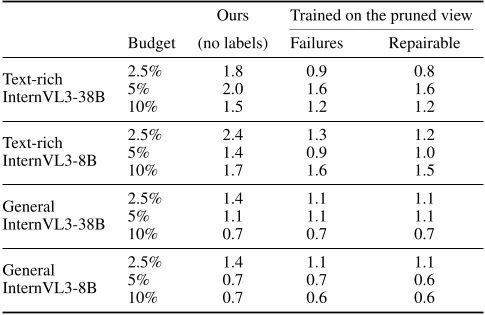 Ours Trained on the pruned view
Budget (no labels) Failures Repairable
Text-rich InternVL3-38B
2.5% 1.8 0.9 0.8
5% 2.0 1.6 1.6
10% 1.5 1.2 1.2
Text-rich InternVL3-8B
2.5% 2.4 1.3 1.2
5% 1.4 0.9 1.0
10% 1.7 1.6 1.5
General InternVL3-38B
2.5% 1.4 1.1 1.1
5% 1.1 1.1 1.1
10% 0.7 0.7 0.7
General InternVL3-8B
2.5% 1.4 1.1 1.1
5% 0.7 0.7 0.6
10% 0.7 0.6 0.6